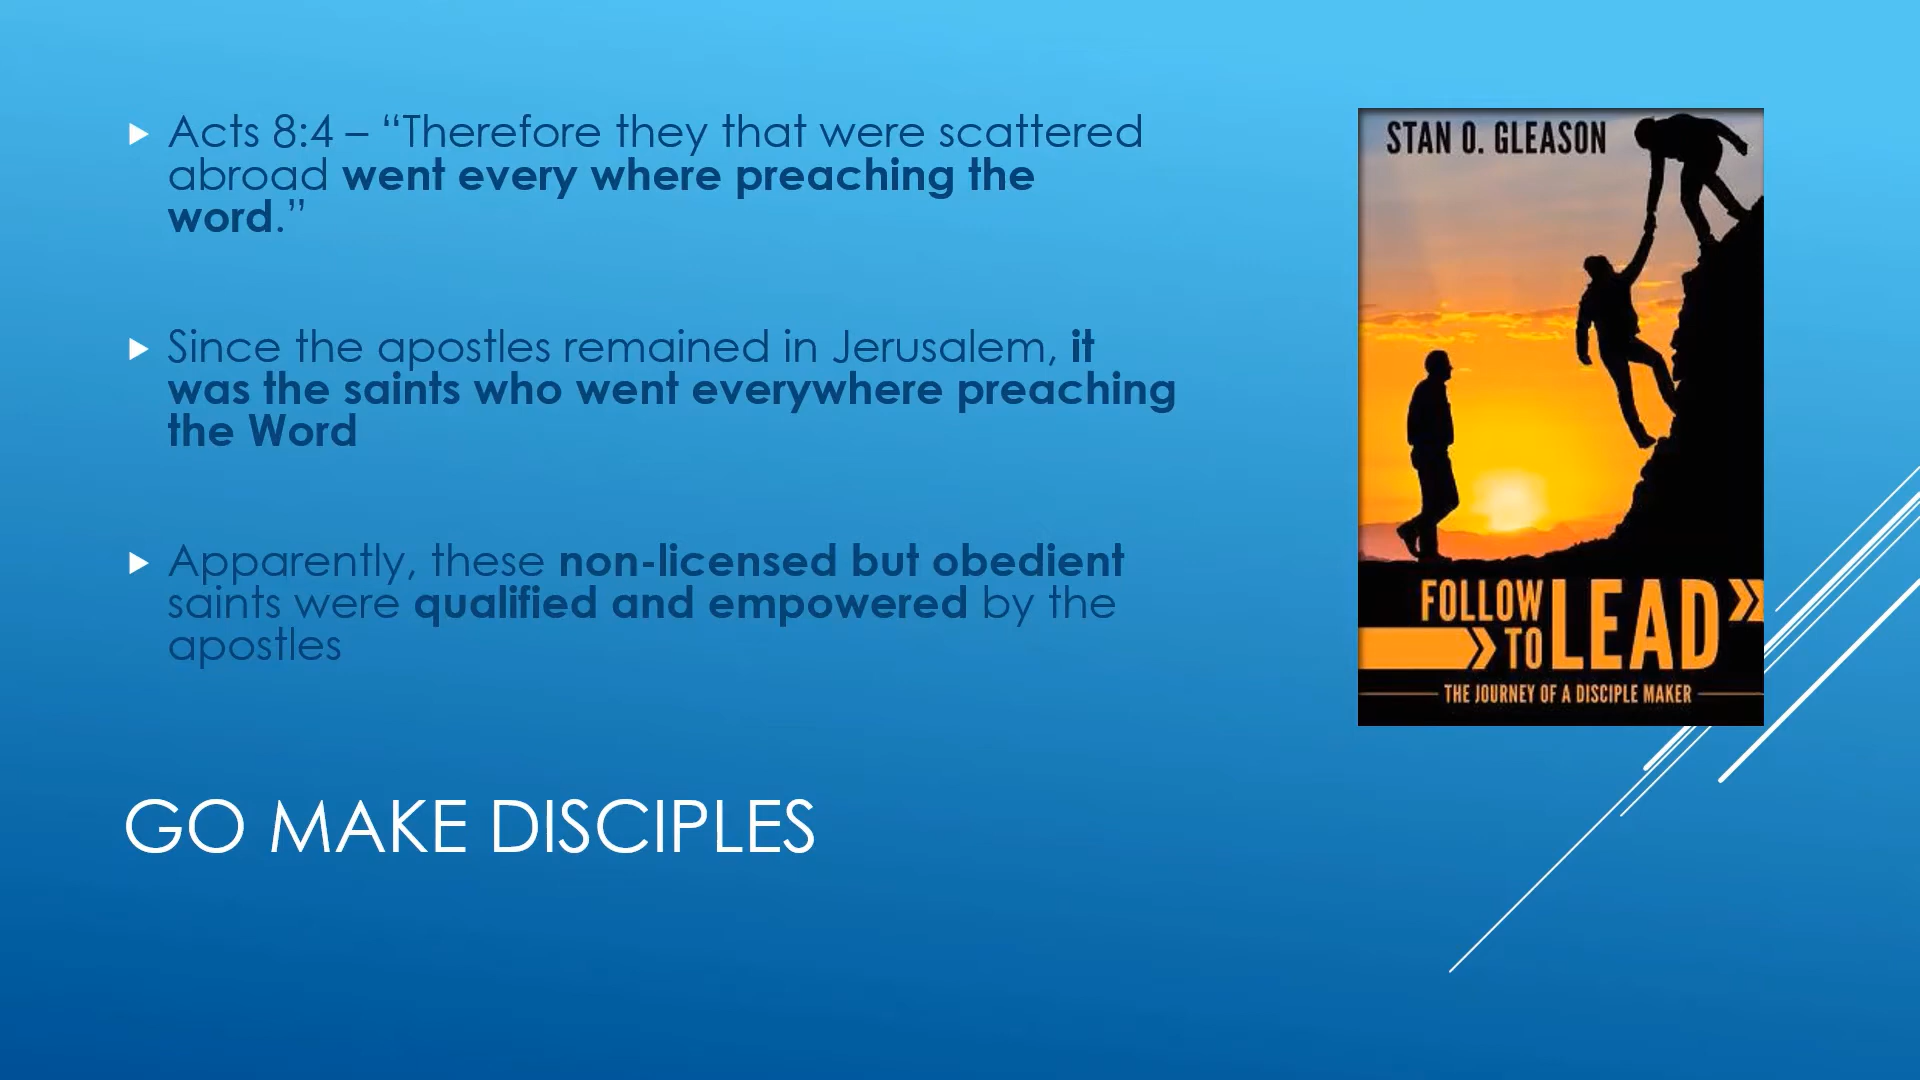 Acts 8:4 – “Therefore they that were scattered
abroad went every where preaching the
word.”
Since the apostles remained in Jerusalem, it
was the saints who went everywhere preaching
the Word
Apparently, these non-licensed but obedient
saints were qualified and empowered by the
apostles
GO MAKE DISCIPLES
STAN O. GLEASON
FOLLOW
TO LEAD
THE JOURNEY OF A DISCIPLE MAKER